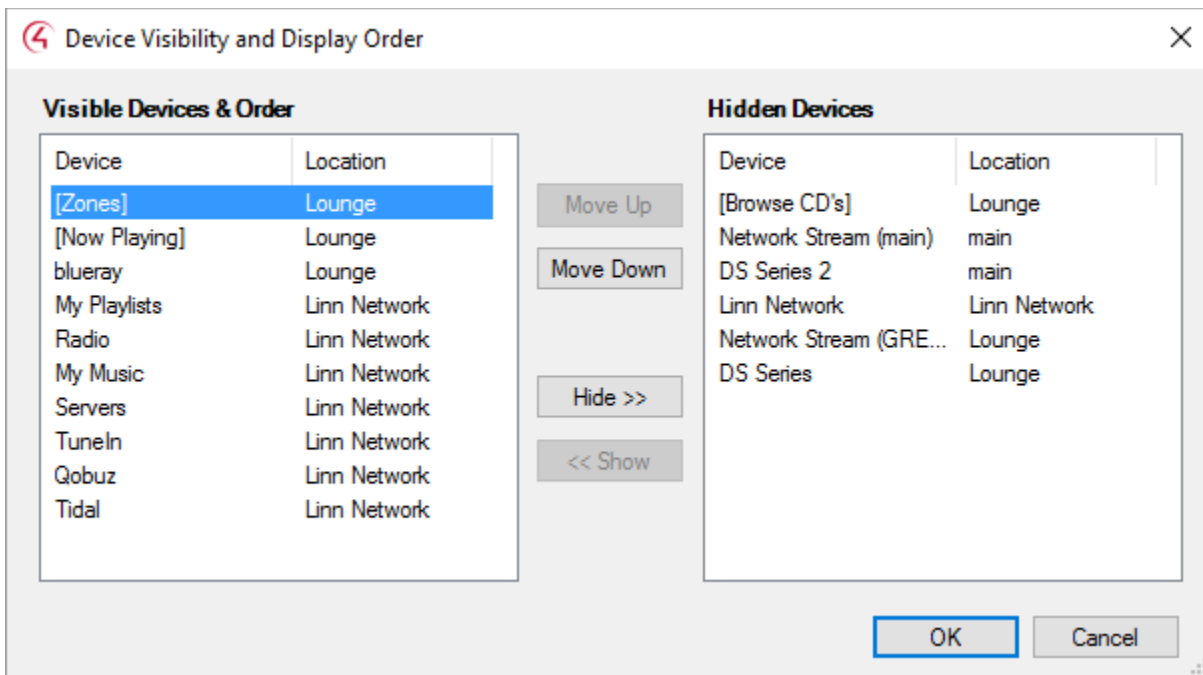 Device Visibility and Display Order
Visible Devices & Order
Device Location
[Zones] Lounge
[Now Playing] Lounge
blueray Lounge
My Playlists Linn Network
Radio Linn Network
My Music Linn Network
Servers Linn Network
TuneIn Linn Network
Qobuz Linn Network
Tidal Linn Network
Move Up
Move Down
Hide >>
<< Show
Hidden Devices
Device Location
[Browse CD's] Lounge
Network Stream (main) main
DS Series 2 main
Linn Network Linn Network
Network Stream (GRE... Lounge
DS Series Lounge
OK Cancel